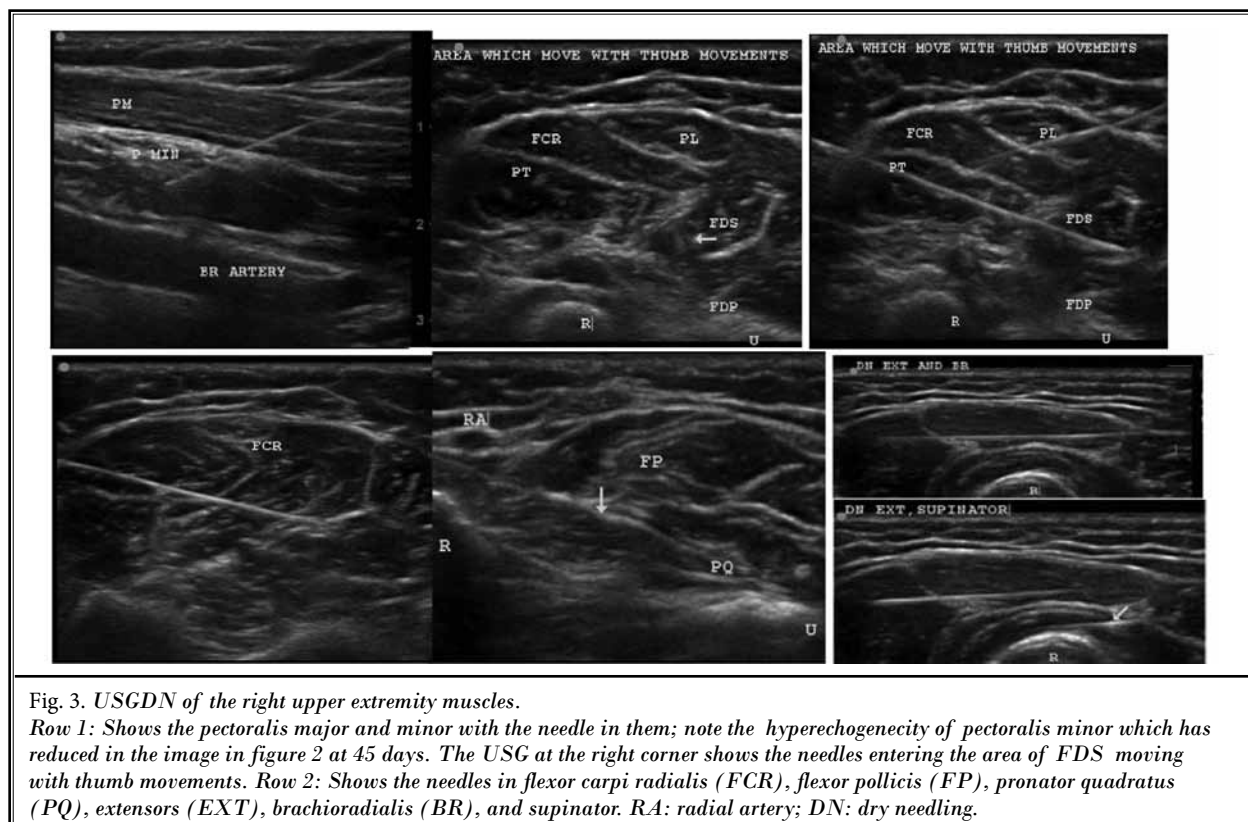 PM
P MIN
BR ARTERY
1
2
3
AREA WHICH MOVE WITH THUMB MOVEMENTS
FCR
PL
PT
FDS
FDP
R
U
AREA WHICH MOVE WITH THUMB MOVEMENTS
FCR
PL
PT
FDS
FDP
R
U
FCR
RA
FP
R
PQ
U
DN EXT AND BR
R
DN EXT, SUPINATOR
R
Fig. 3. USGDN of the right upper extremity muscles.
Row 1: Shows the pectoralis major and minor with the needle in them; note the hyperechogenecity of pectoralis minor which has
reduced in the image in figure 2 at 45 days. The USG at the right corner shows the needles entering the area of FDS moving
with thumb movements. Row 2: Shows the needles in flexor carpi radialis (FCR), flexor pollicis (FP), pronator quadratus
(PQ), extensors (EXT), brachioradialis (BR), and supinator. RA: radial artery; DN: dry needling.